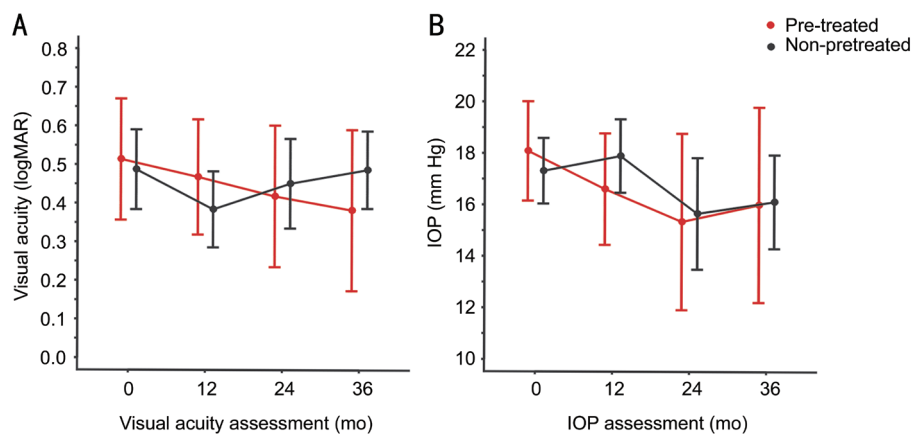 A
B
Pre-treated
Non-pretreated
Visual acuity (logMAR)
0.8
0.7
0.6
0.5
0.4
0.3
0.2
0.1
0.0
0 12 24 36
Visual acuity assessment (mo)
IOP (mm Hg)
22
20
18
16
14
12
10
0 12 24 36
IOP assessment (mo)